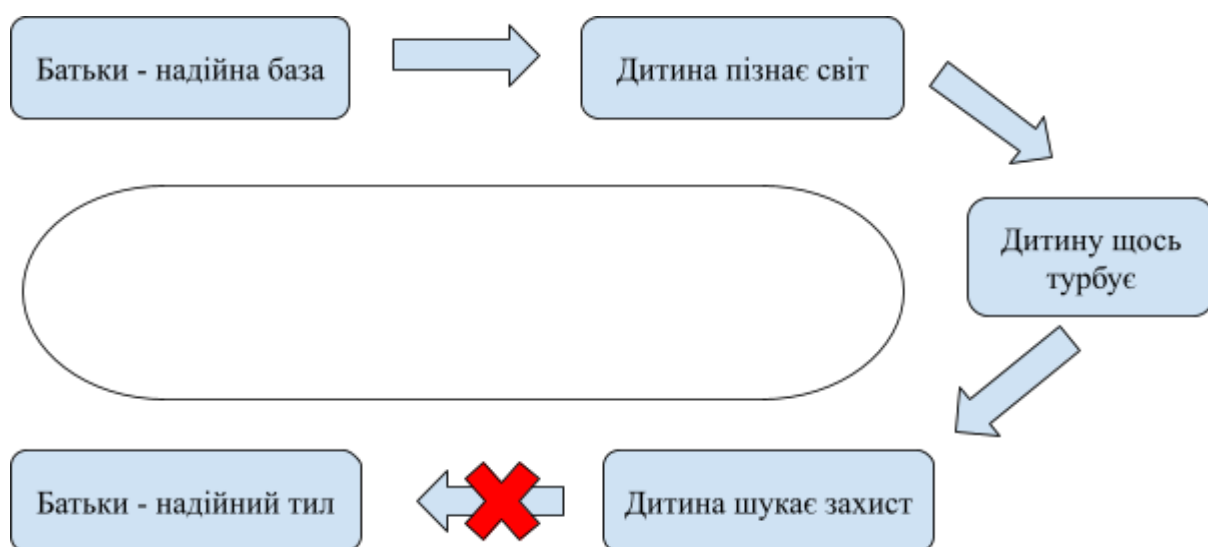 Батьки - надійна база
Дитина пізнає світ
Дитину щось
турбує
Дитина шукає захист
Батьки - надійний тил